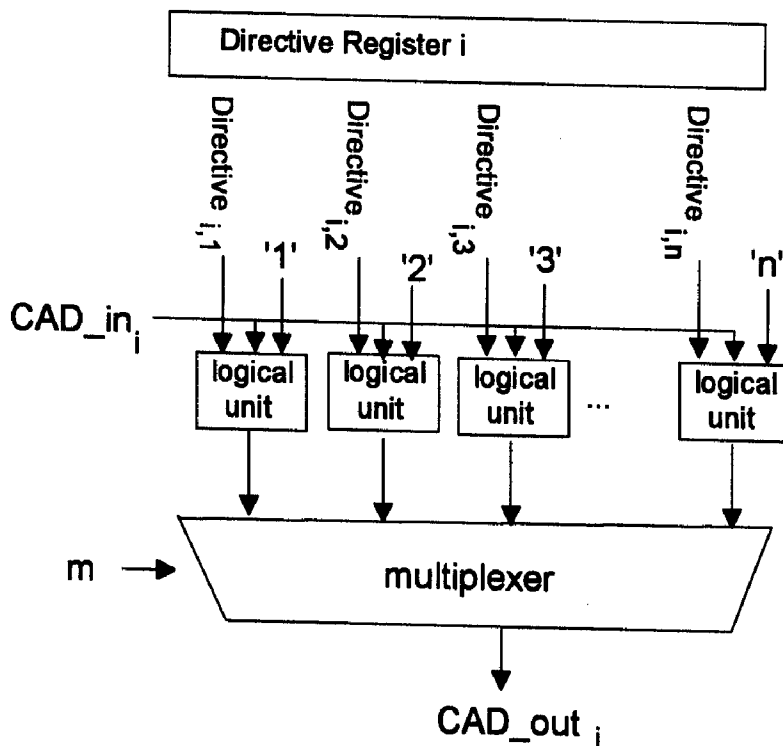 Directive Register i
Directive i,1
Directive i,2
Directive i,3
Directive i,n
'1'
'2'
'3'
'n'
CAD_in i
logical unit
logical unit
logical unit
...
logical unit
m
multiplexer
CAD_out i